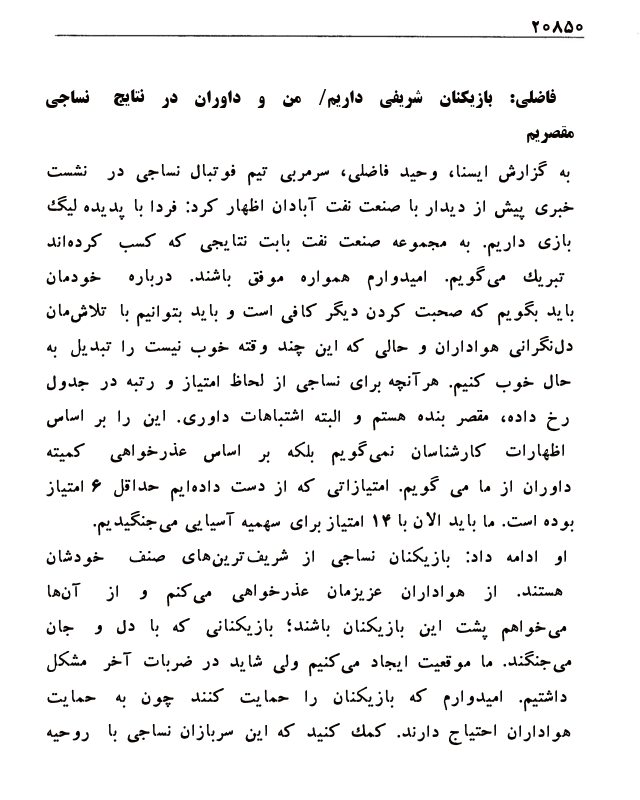 ۲۰۸۵۰
فاضلی: بازیکنان شریفی داریم/ من و داوران در نتایج نساجی
مقصریم
به گزارش ایسنا، وحید فاضلی، سرمربی تیم فوتبال نساجی در نشست
خبری پیش از دیدار با صنعت نفت آبادان اظهار کرد: فردا با پدیده لیگ
بازی داریم. به مجموعه صنعت نفت بابت نتایجی که کسب کرده‌اند
تبریک می‌گویم. امیدوارم همواره موفق باشند. درباره خودمان
باید بگویم که صحبت کردن دیگر کافی است و باید بتوانیم با تلاش‌مان
دل‌نگرانی هواداران و حالی که این چند وقته خوب نیست را تبدیل به
حال خوب کنیم. هرآنچه برای نساجی از لحاظ امتیاز و رتبه در جدول
رخ داده، مقصر بنده هستم و البته اشتباهات داوری. این را بر اساس
اظهارات کارشناسان نمی‌گویم بلکه بر اساس عذرخواهی کمیته
داوران از ما می گویم. امتیازاتی که از دست داده‌ایم حداقل ۶ امتیاز
بوده است. ما باید الان با ۱۴ امتیاز برای سهمیه آسیایی می‌جنگیدیم.
او ادامه داد: بازیکنان نساجی از شریف‌ترین‌های صنف خودشان
هستند. از هواداران عزیزمان عذرخواهی می‌کنم و از آن‌ها
می‌خواهم پشت این بازیکنان باشند؛ بازیکنانی که با دل و جان
می‌جنگند. ما موقعیت ایجاد می‌کنیم ولی شاید در ضربات آخر مشکل
داشتیم. امیدوارم که بازیکنان را حمایت کنند چون به حمایت
هواداران احتیاج دارند. کمک کنید که این سربازان نساجی با روحیه